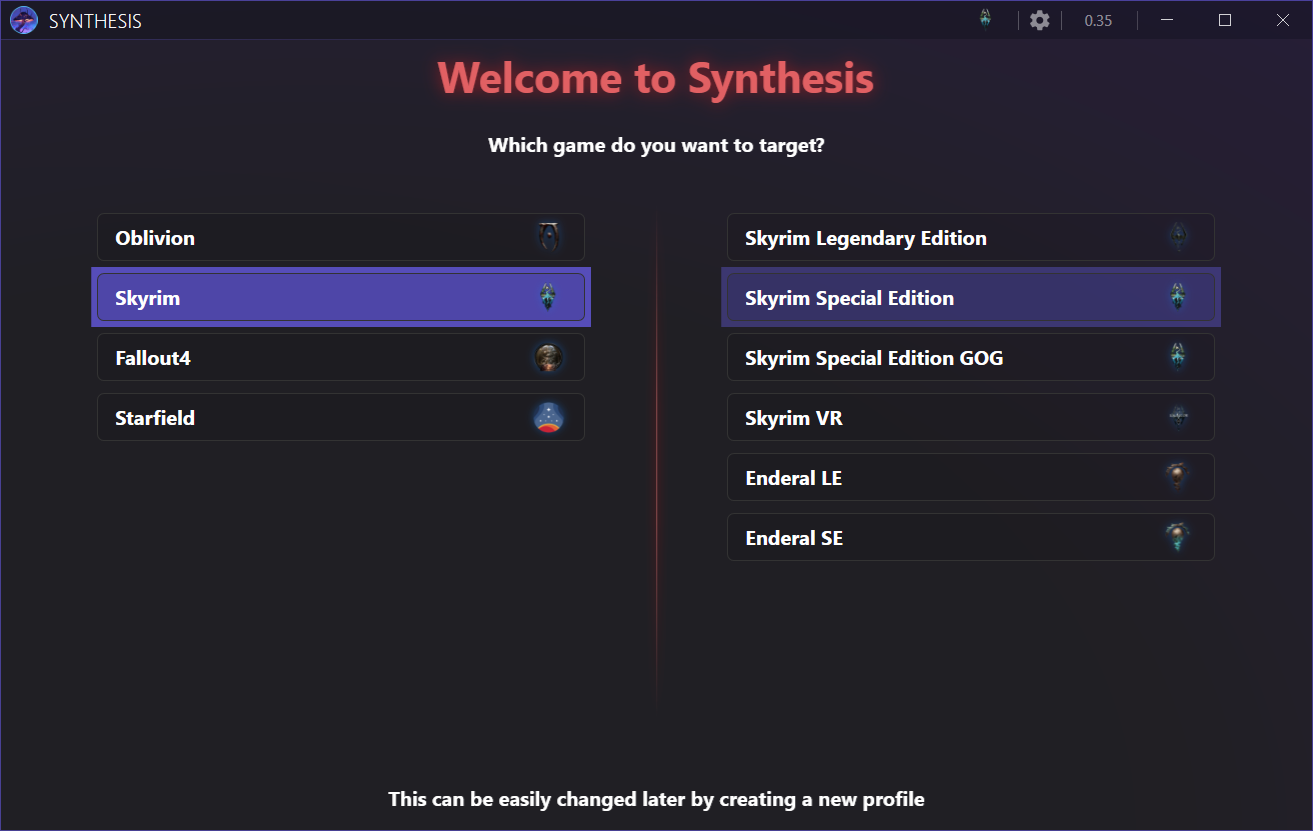 SYNTHESIS
0.35
Welcome to Synthesis
Which game do you want to target?
Oblivion
Skyrim
Fallout4
Starfield
Skyrim Legendary Edition
Skyrim Special Edition
Skyrim Special Edition GOG
Skyrim VR
Enderal LE
Enderal SE
This can be easily changed later by creating a new profile